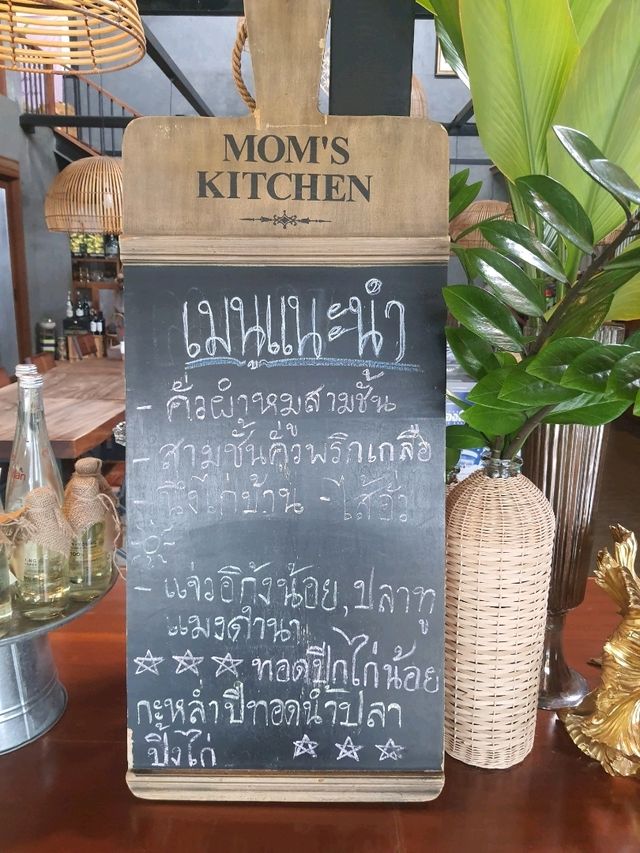 MOM'S
KITCHEN
เมนูแนะนำ
- คั่วผำหมูสามชั้น
- สามชั้นคั่วพริกเกลือ
- นึ่งไก่บ้าน - ไส้อั่ว
- แจ่วอีกุ้งน้อย, ปลาทู
แมงดานา
ทอดปีกไก่น้อย
กะหล่ำปีทอดน้ำปลา
ปิ้งไก่